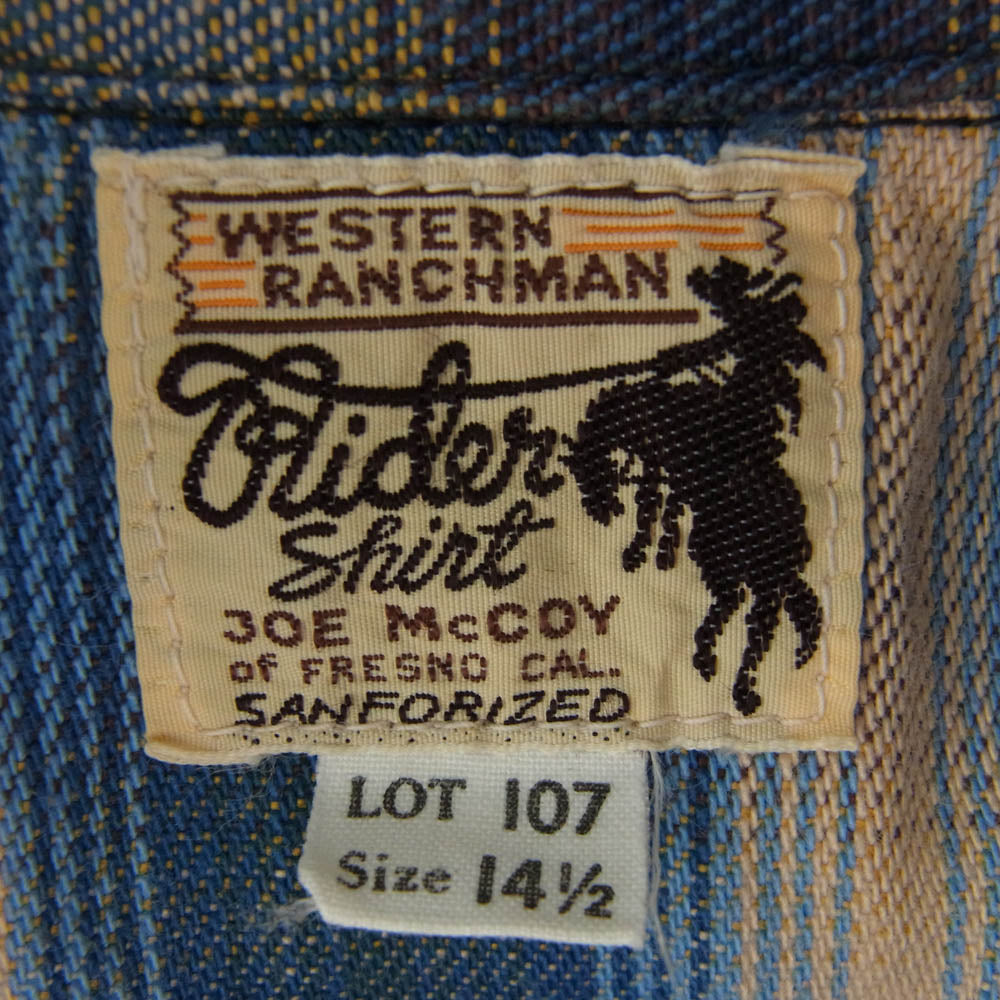 WESTERN
RANCHMAN
Rider
Shirt
JOE McCOY
of FRESNO CAL.
SANFORIZED
LOT 107
Size 14½